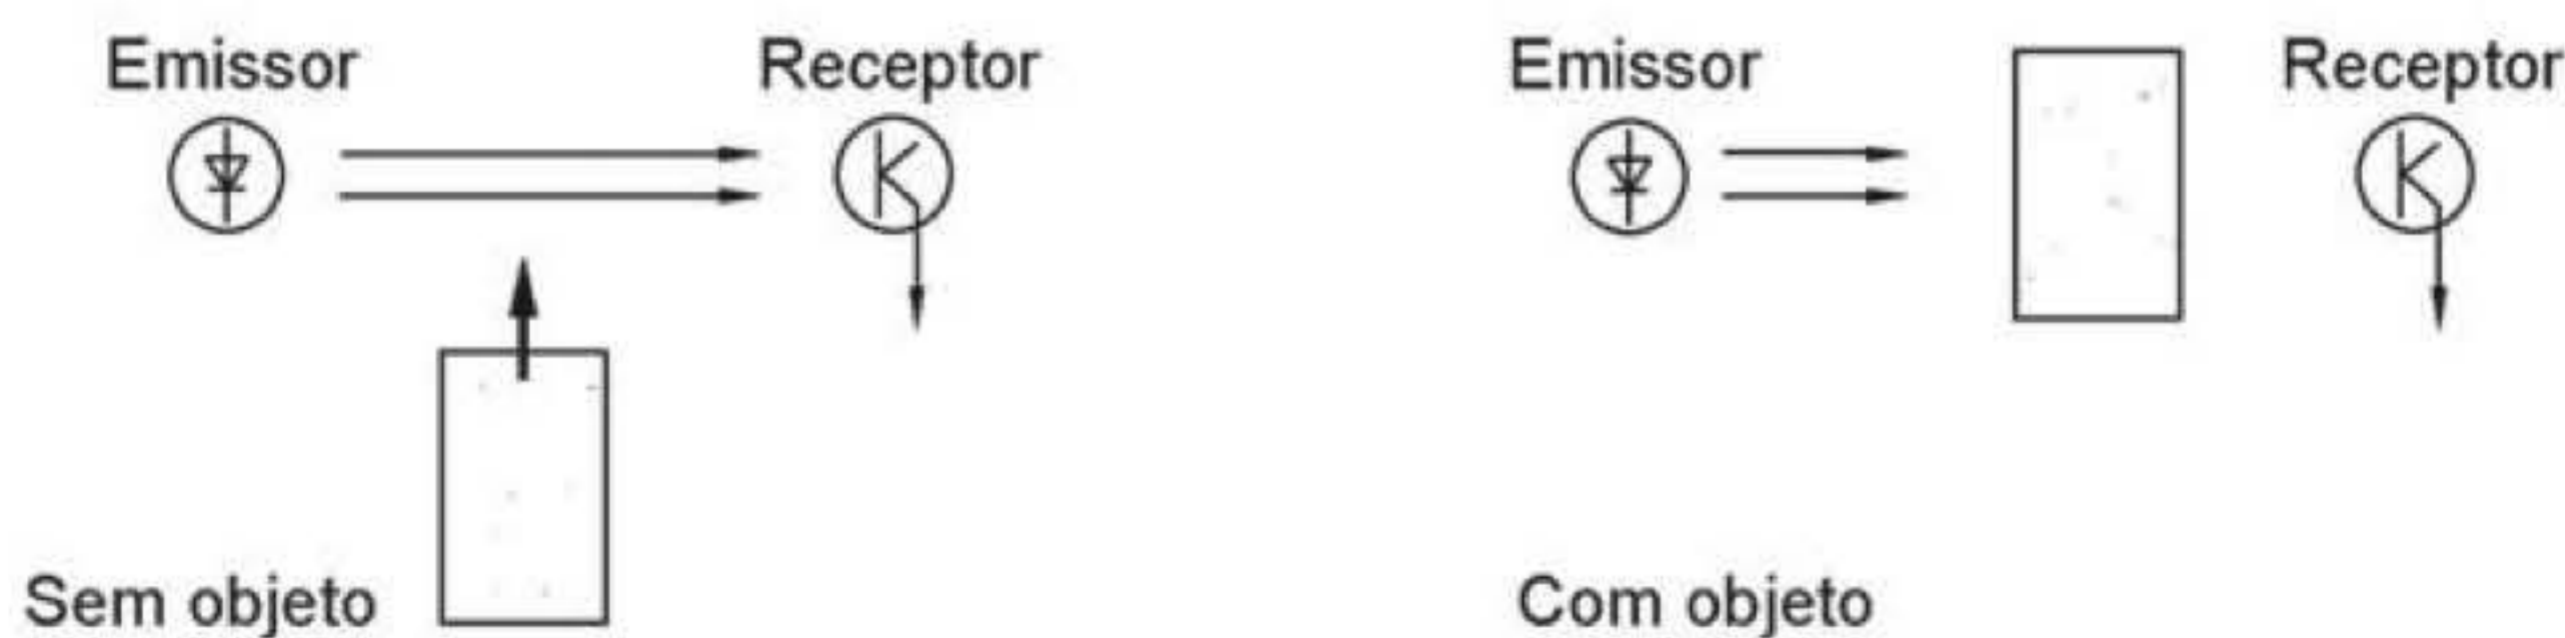 Emissor
Receptor
Emissor
Receptor
Sem objeto
Com objeto